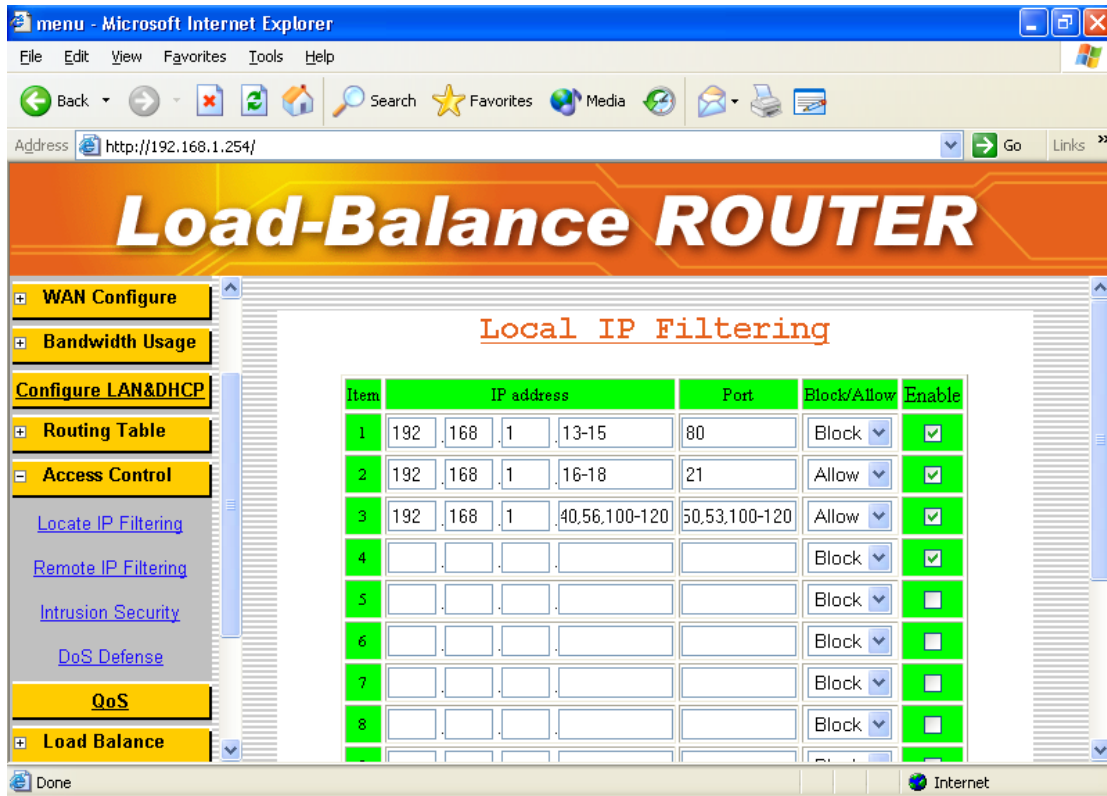 menu - Microsoft Internet Explorer
File Edit View Favorites Tools Help
Back Search Favorites Media
Address http://192.168.1.254/ Go Links »
Load-Balance ROUTER
WAN Configure
Bandwidth Usage
Configure LAN&DHCP
Routing Table
Access Control
Locate IP Filtering
Remote IP Filtering
Intrusion Security
DoS Defense
QoS
Load Balance
Local IP Filtering
Item IP address Port Block/Allow Enable
1 192 .168 .1 .13-15 80 Block
2 192 .168 .1 .16-18 21 Allow
3 192 .168 .1 .40,56,100-120 50,53,100-120 Allow
4 . . . Block
5 . . . Block
6 . . . Block
7 . . . Block
8 . . . Block
Done Internet